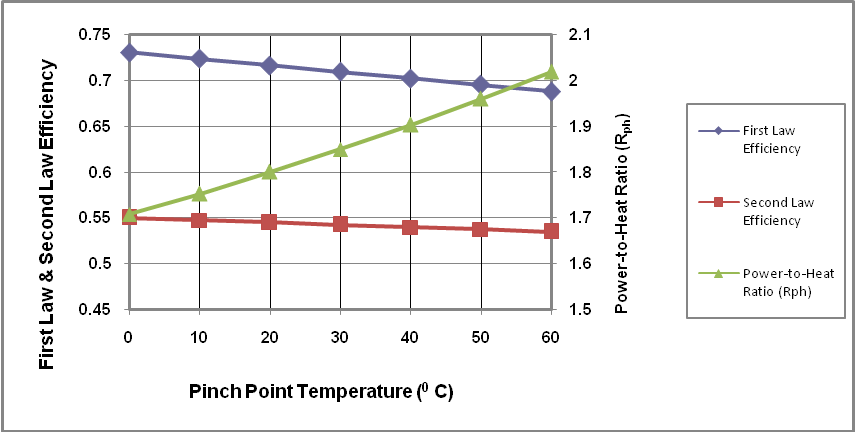 0.75
0.7
0.65
0.6
0.55
0.5
0.45
First Law & Second Law Efficiency
2.1
2
1.9
1.8
1.7
1.6
1.5
Power-to-Heat Ratio (Rph)
0 10 20 30 40 50 60
Pinch Point Temperature (⁰ C)
First Law
Efficiency
Second Law
Efficiency
Power-to-Heat
Ratio (Rph)